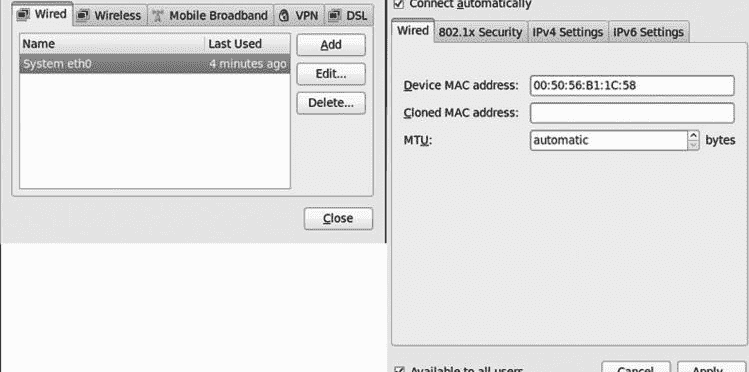 Wired Wireless Mobile Broadband VPN DSL
Name Last Used
System eth0 4 minutes ago
Add
Edit...
Delete...
Close
Connect automatically
Wired 802.1x Security IPv4 Settings IPv6 Settings
Device MAC address: 00:50:56:B1:1C:58
Cloned MAC address:
MTU: automatic bytes
Available to all users
Cancel Apply...